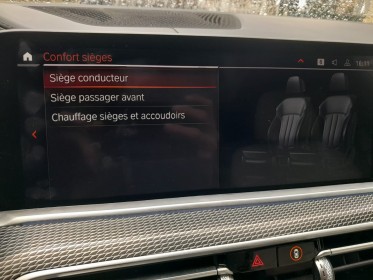 Confort sièges
Siège conducteur
Siège passager avant
Chauffage sièges et accoudoirs